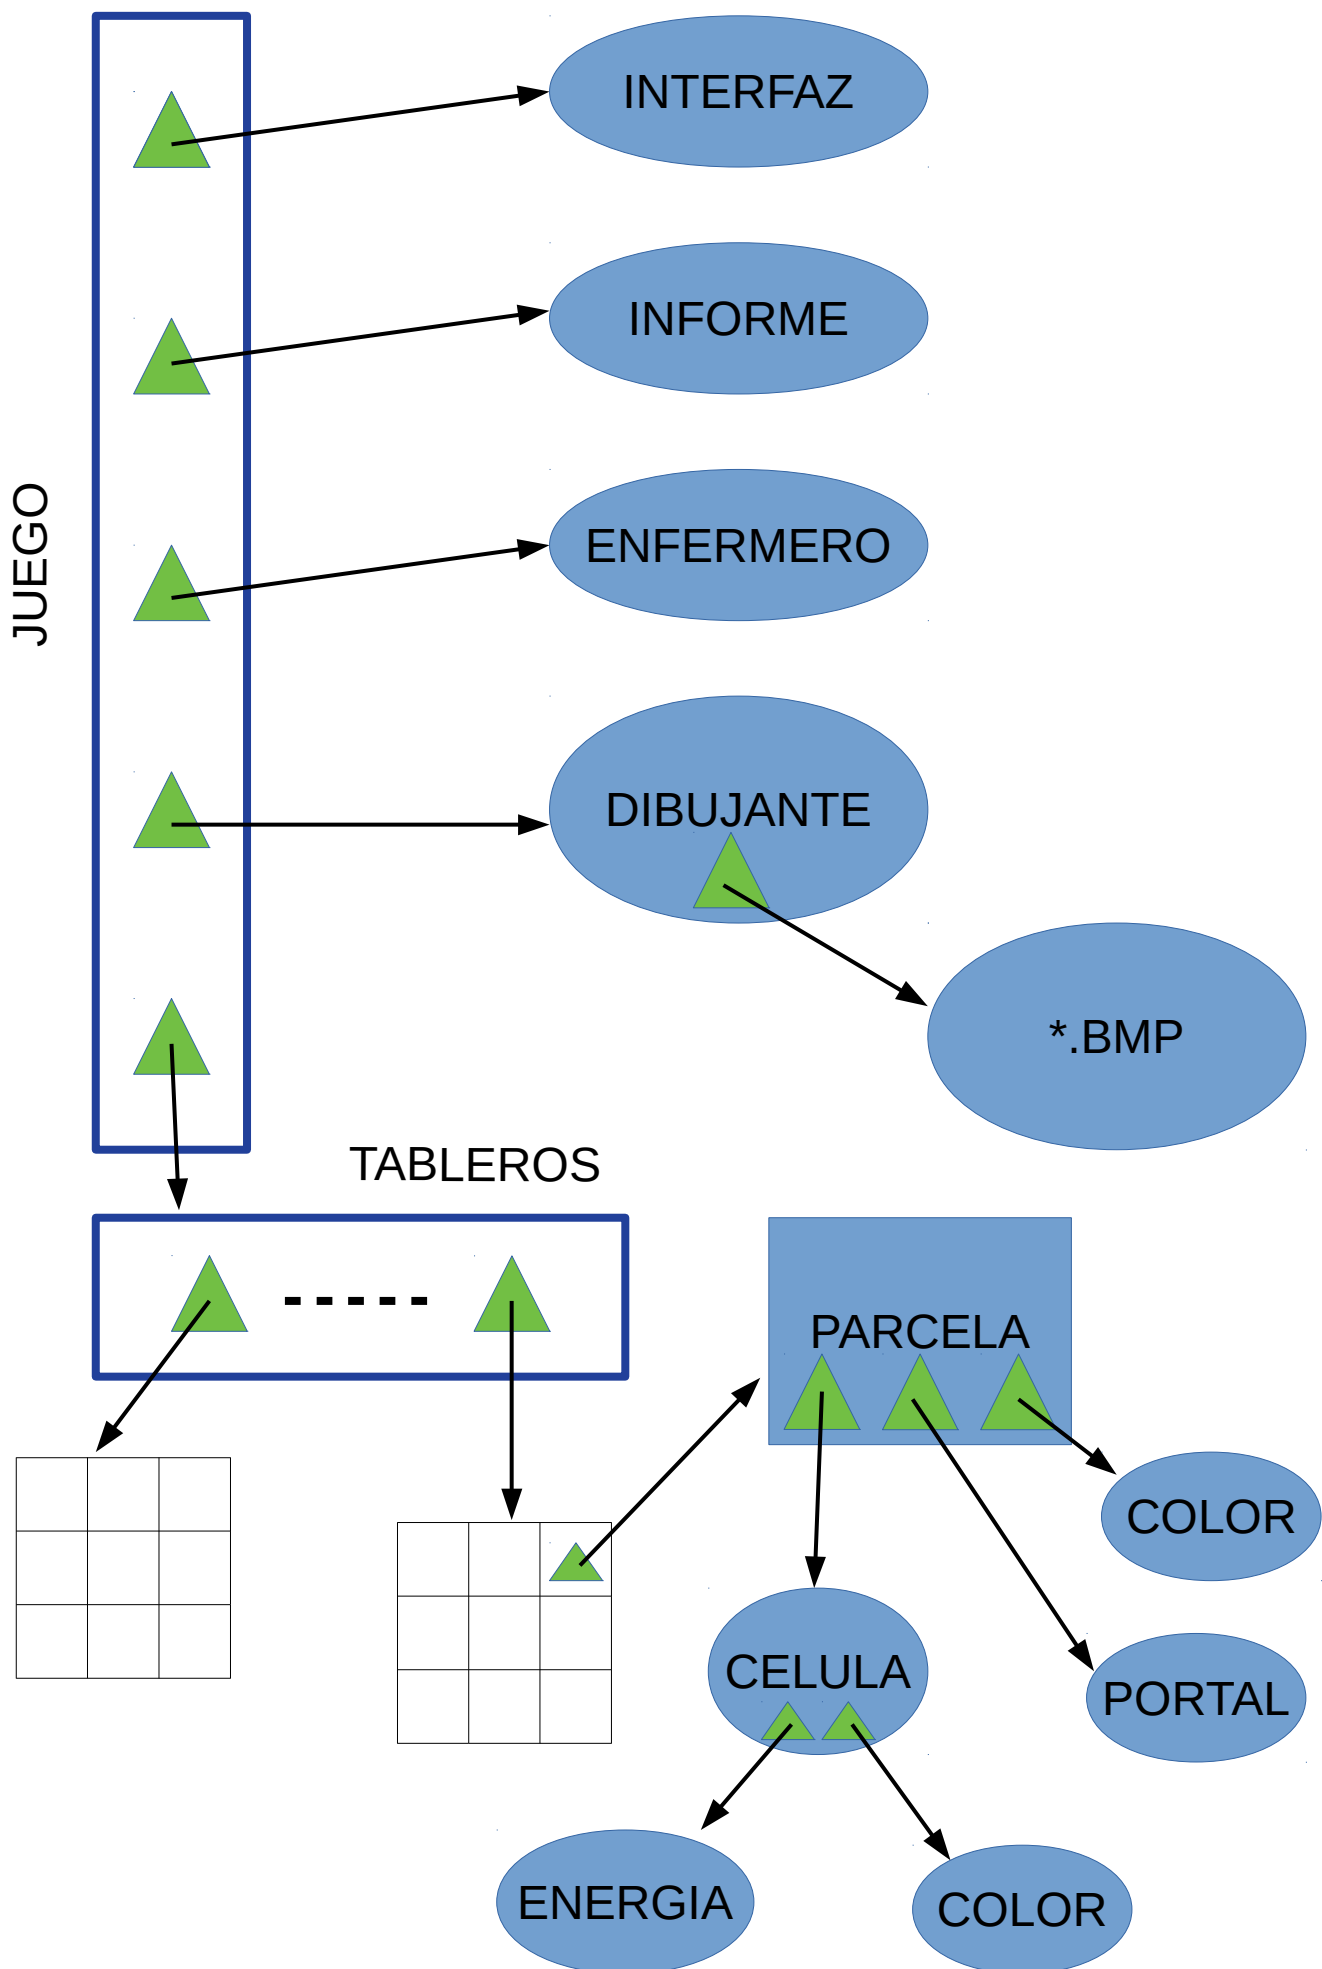 INTERFAZ
INFORME
JUEGO
ENFERMERO
DIBUJANTE
*.BMP
TABLEROS
PARCELA
COLOR
CELULA
PORTAL
ENERGIA
COLOR